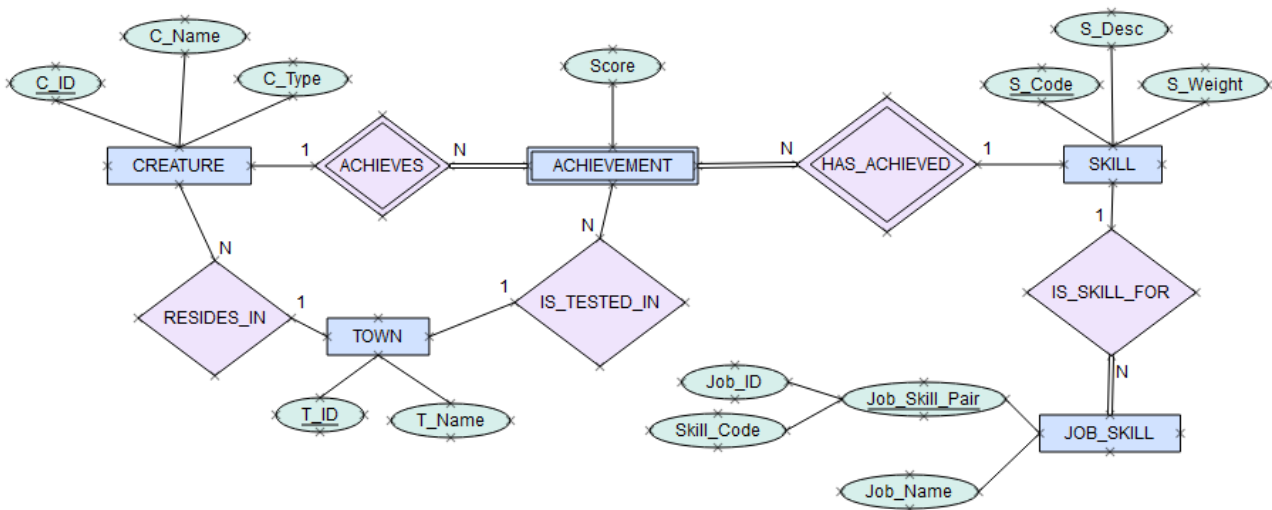 C_Name
S_Desc
C_ID
C_Type
Score
S_Code
S_Weight
CREATURE
1
ACHIEVES
N
ACHIEVEMENT
N
HAS_ACHIEVED
1
SKILL
N
N
1
RESIDES_IN
1
1
IS_TESTED_IN
IS_SKILL_FOR
TOWN
T_ID
T_Name
Job_ID
Job_Skill_Pair
N
Skill_Code
JOB_SKILL
Job_Name